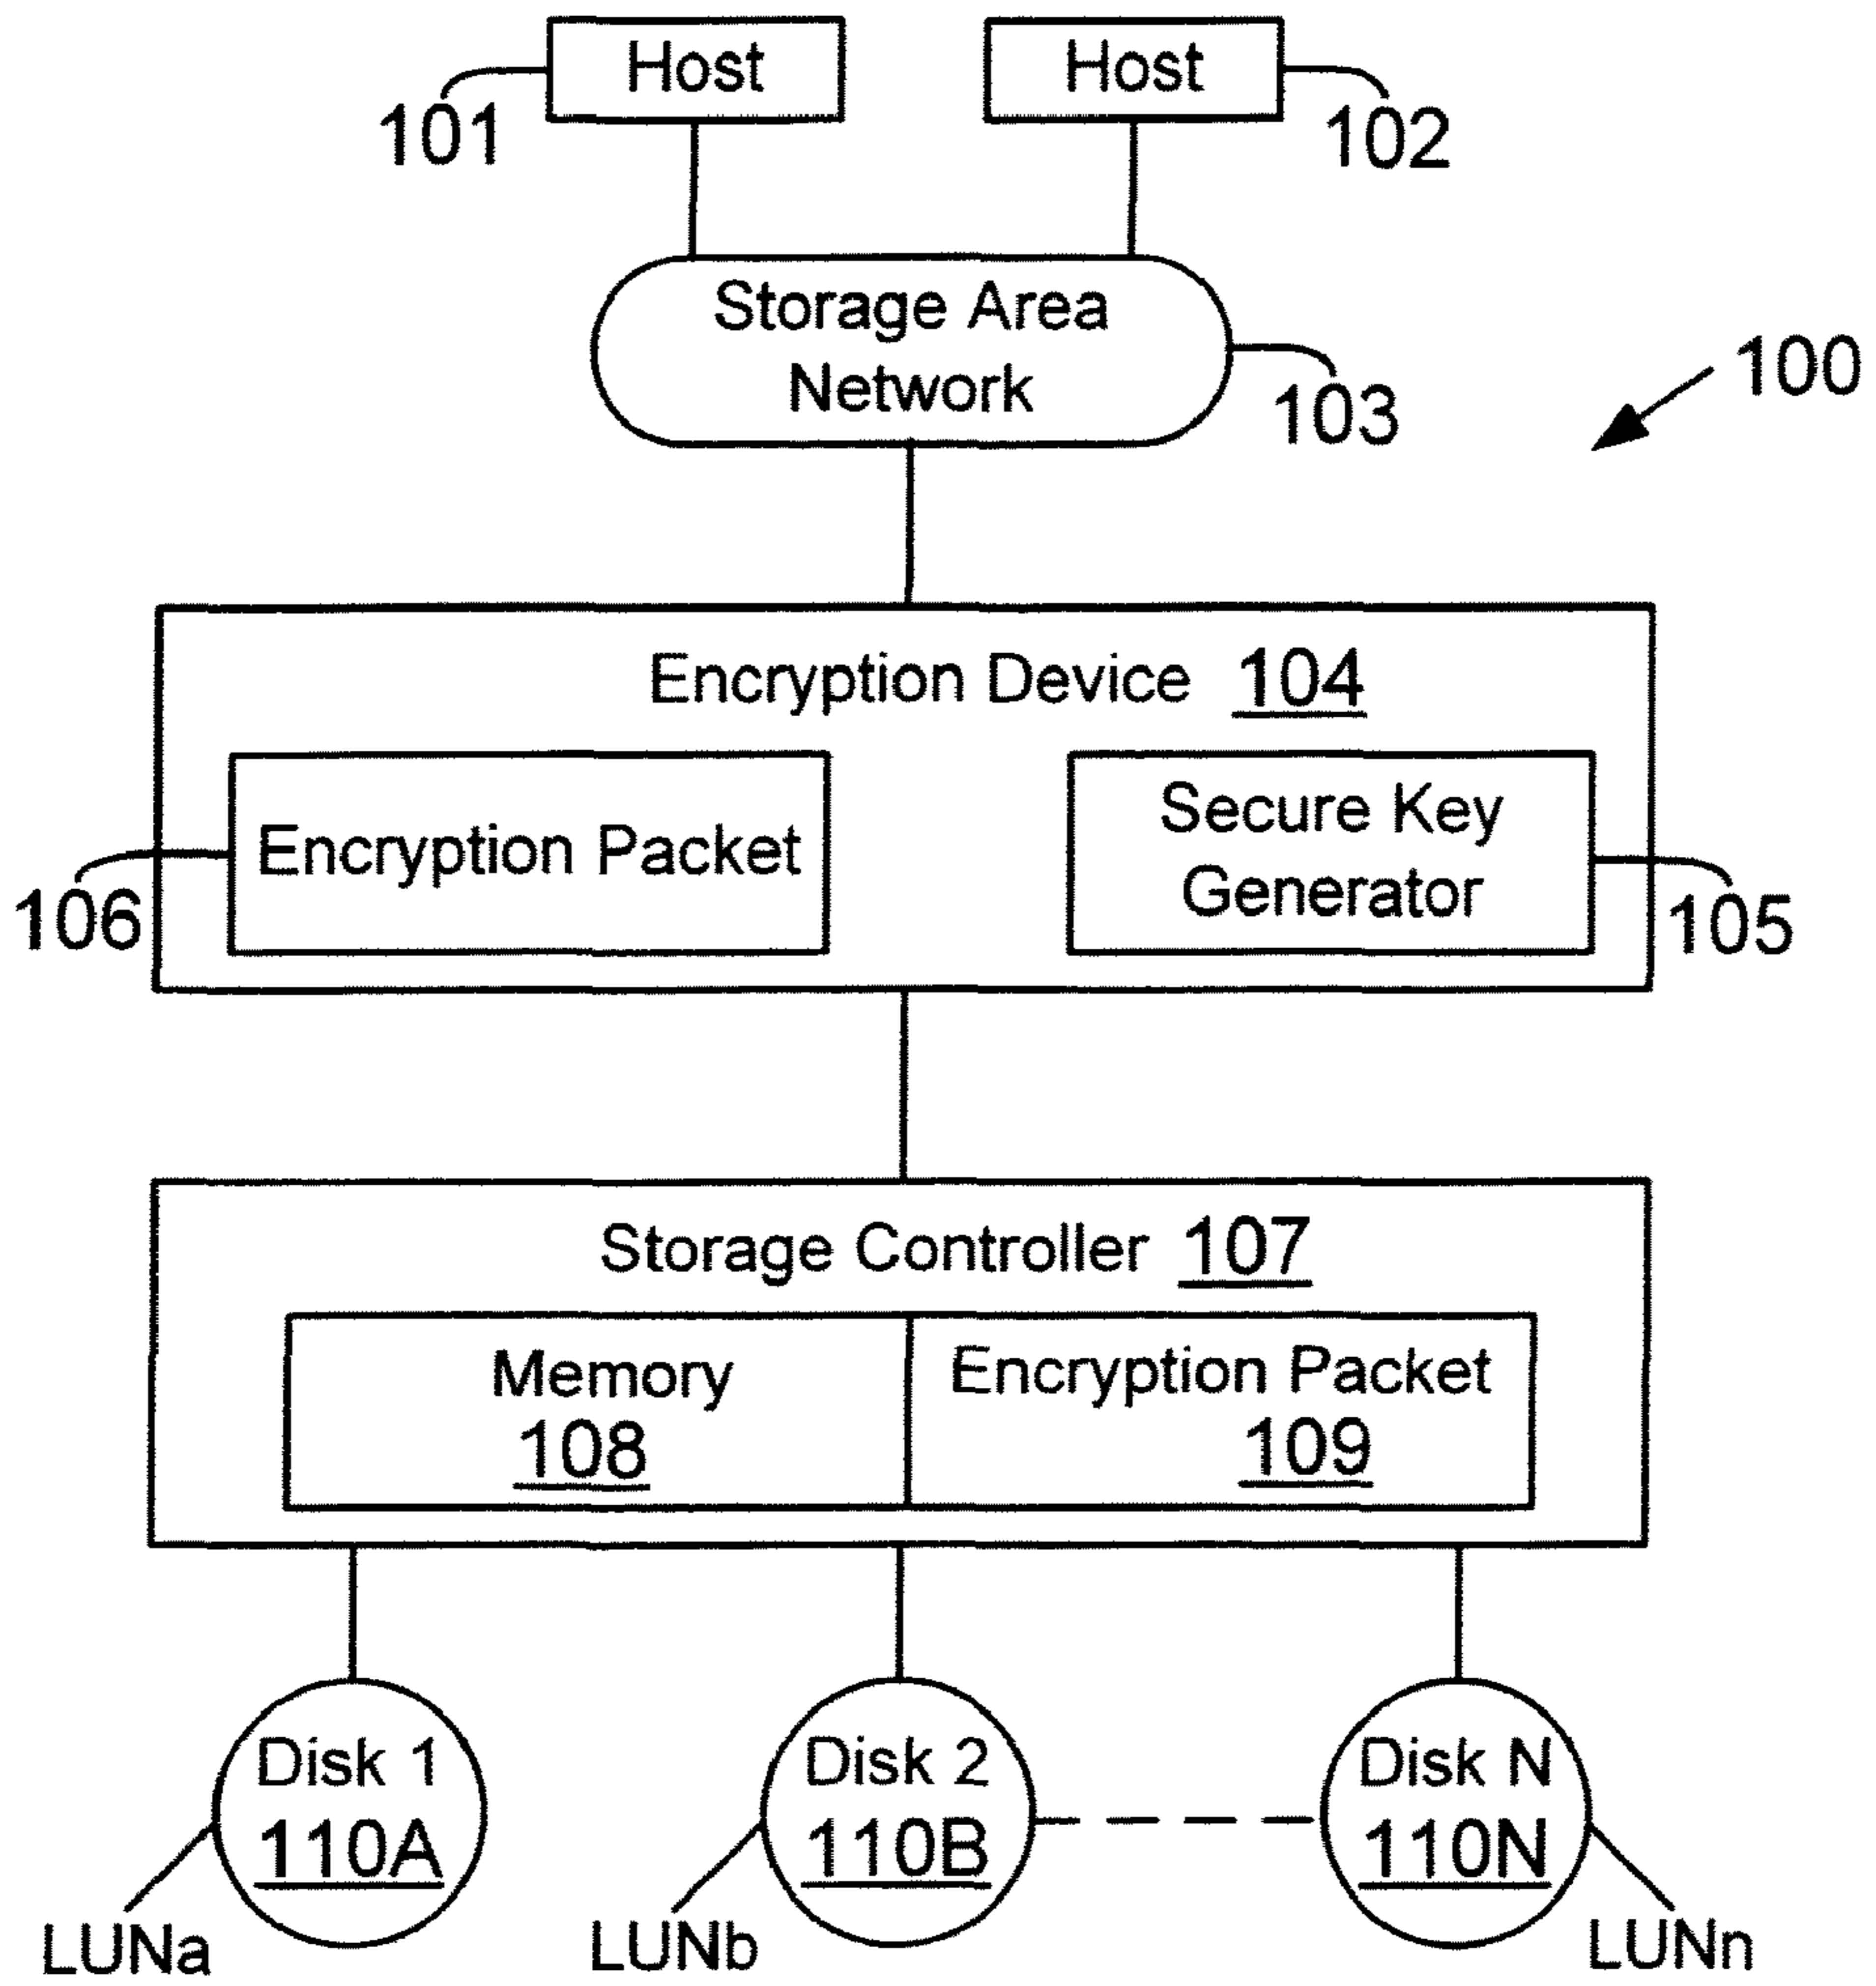 Host
Host
101
102
Storage Area
Network
103
100
Encryption Device 104
Encryption Packet
Secure Key
Generator
106
105
Storage Controller 107
Memory
108
Encryption Packet
109
Disk 1
110A
Disk 2
110B
Disk N
110N
LUNa
LUNb
LUNn